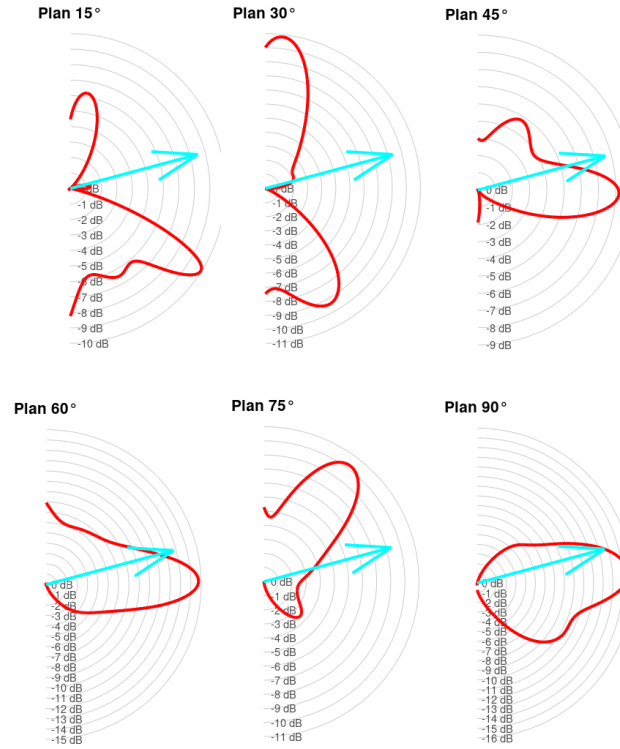 Plan 15°
Plan 30°
Plan 45°
-1 dB
-2 dB
-3 dB
-4 dB
-5 dB
-6 dB
-7 dB
-8 dB
-9 dB
-10 dB
0 dB
-1 dB
-2 dB
-3 dB
-4 dB
-5 dB
-6 dB
-7 dB
-8 dB
-9 dB
-10 dB
-11 dB
0 dB
-1 dB
-2 dB
-3 dB
-4 dB
-5 dB
-6 dB
-7 dB
-8 dB
-9 dB
Plan 60°
Plan 75°
Plan 90°
0 dB
-1 dB
-2 dB
-3 dB
-4 dB
-5 dB
-6 dB
-7 dB
-8 dB
-9 dB
-10 dB
-11 dB
-12 dB
-13 dB
-14 dB
-15 dB
0 dB
-1 dB
-2 dB
-3 dB
-4 dB
-5 dB
-6 dB
-7 dB
-8 dB
-9 dB
-10 dB
-11 dB
0 dB
-1 dB
-2 dB
-3 dB
-4 dB
-5 dB
-6 dB
-7 dB
-8 dB
-9 dB
-10 dB
-11 dB
-12 dB
-13 dB
-14 dB
-15 dB
-16 dB